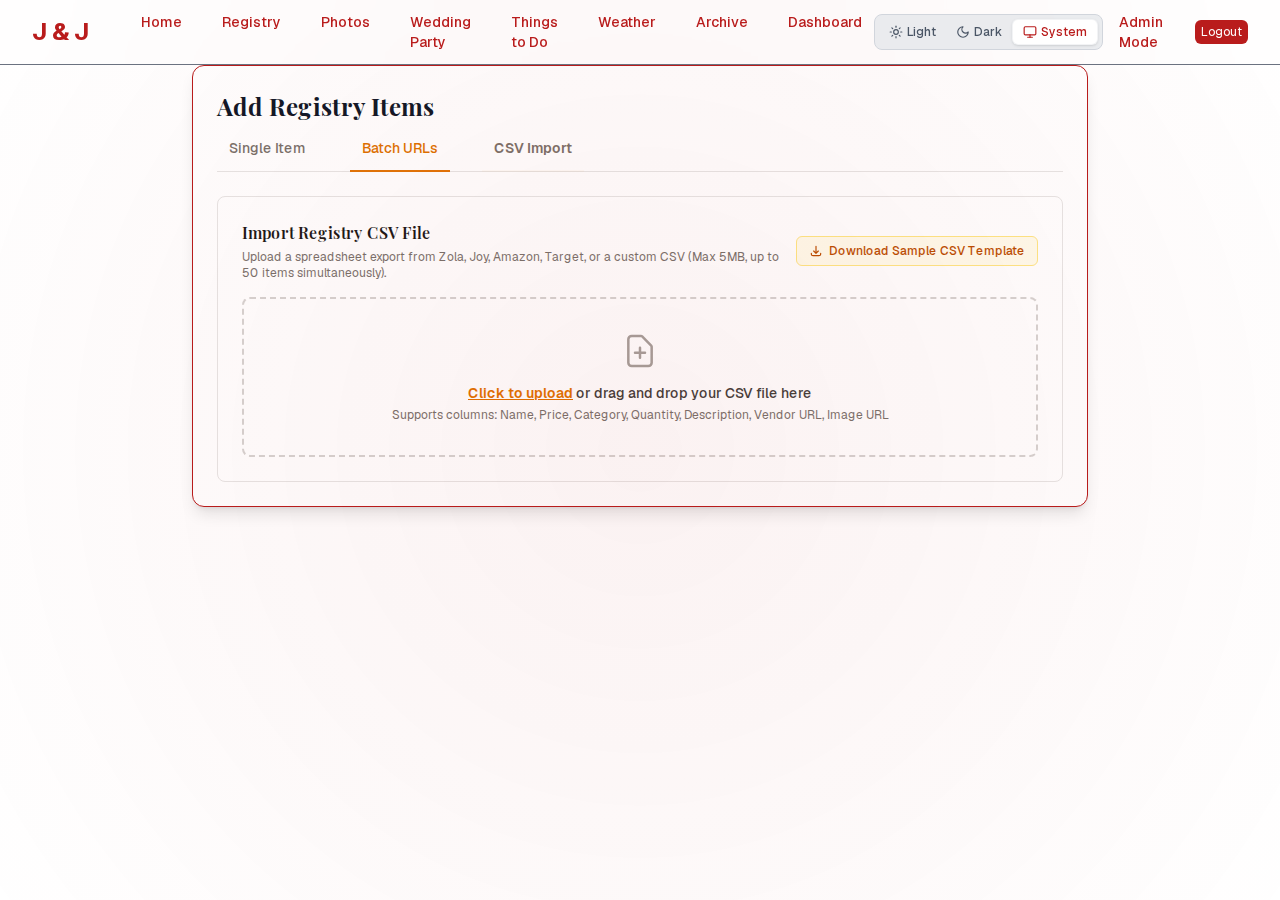 J & J
Home
Registry
Photos
Wedding
Party
Things
to Do
Weather
Archive
Dashboard
Light
Dark
System
Admin
Mode
Logout
Add Registry Items
Single Item
Batch URLs
CSV Import
Import Registry CSV File
Upload a spreadsheet export from Zola, Joy, Amazon, Target, or a custom CSV (Max 5MB, up to
50 items simultaneously).
Download Sample CSV Template
Click to upload or drag and drop your CSV file here
Supports columns: Name, Price, Category, Quantity, Description, Vendor URL, Image URL